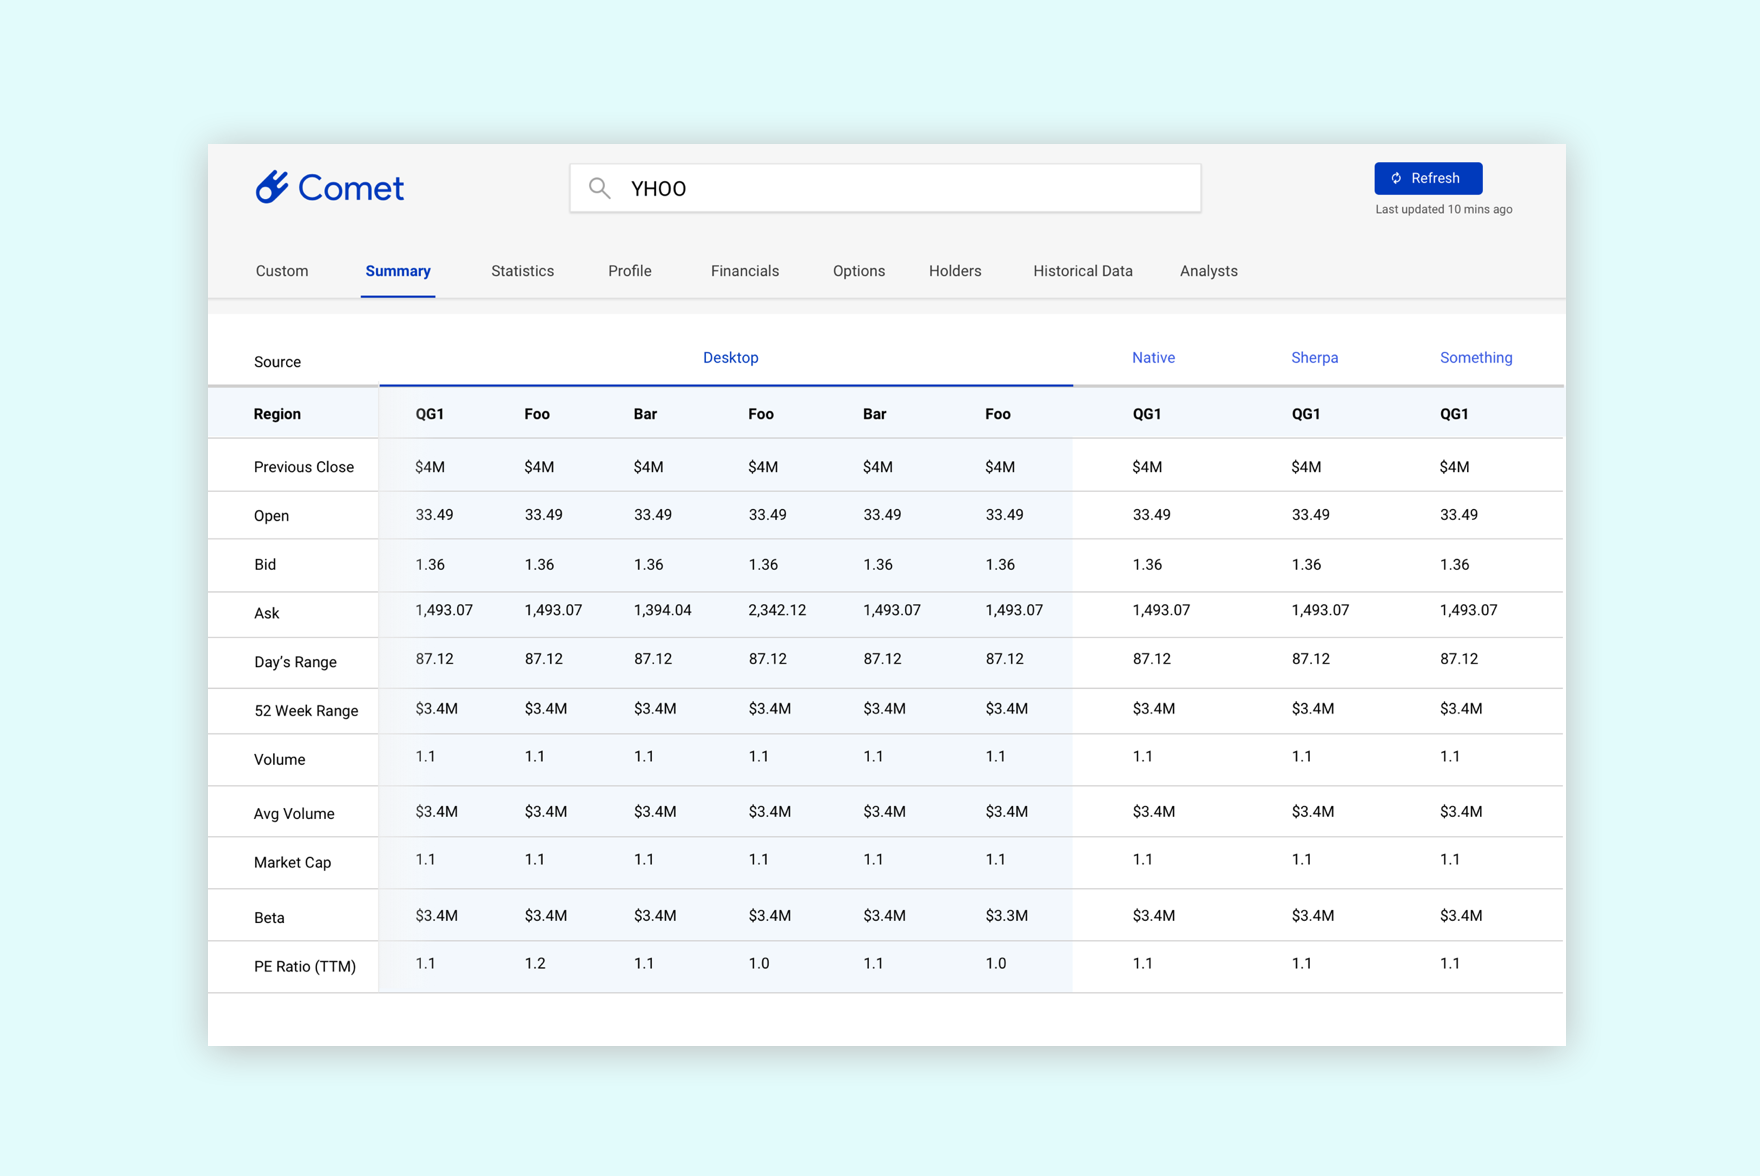 Comet
YHOO
Refresh
Last updated 10 mins ago
Custom Summary Statistics Profile Financials Options Holders Historical Data Analysts
Source Desktop Native Sherpa Something
Region QG1 Foo Bar Foo Bar Foo QG1 QG1 QG1
Previous Close $4M $4M $4M $4M $4M $4M $4M $4M $4M
Open 33.49 33.49 33.49 33.49 33.49 33.49 33.49 33.49 33.49
Bid 1.36 1.36 1.36 1.36 1.36 1.36 1.36 1.36 1.36
Ask 1,493.07 1,493.07 1,394.04 2,342.12 1,493.07 1,493.07 1,493.07 1,493.07 1,493.07
Day’s Range 87.12 87.12 87.12 87.12 87.12 87.12 87.12 87.12 87.12
52 Week Range $3.4M $3.4M $3.4M $3.4M $3.4M $3.4M $3.4M $3.4M $3.4M
Volume 1.1 1.1 1.1 1.1 1.1 1.1 1.1 1.1 1.1
Avg Volume $3.4M $3.4M $3.4M $3.4M $3.4M $3.4M $3.4M $3.4M $3.4M
Market Cap 1.1 1.1 1.1 1.1 1.1 1.1 1.1 1.1 1.1
Beta $3.4M $3.4M $3.4M $3.4M $3.4M $3.3M $3.4M $3.4M $3.4M
PE Ratio (TTM) 1.1 1.2 1.1 1.0 1.1 1.0 1.1 1.1 1.1